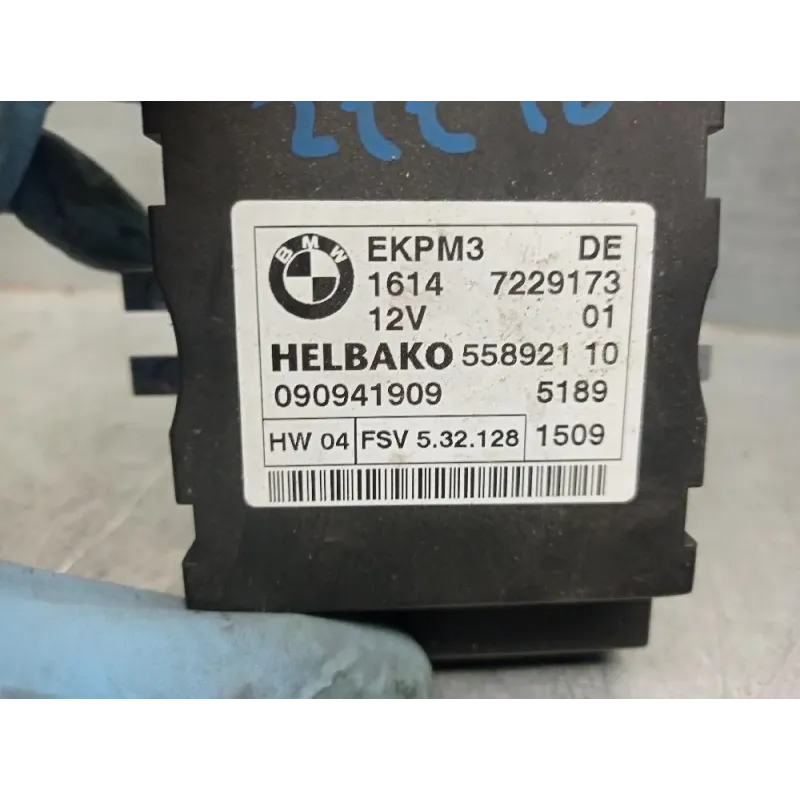 BMW
EKPM3 DE
1614 7229173
12V 01
HELBAKO 558921 10
090941909 5189
HW 04 FSV 5.32.128 1509